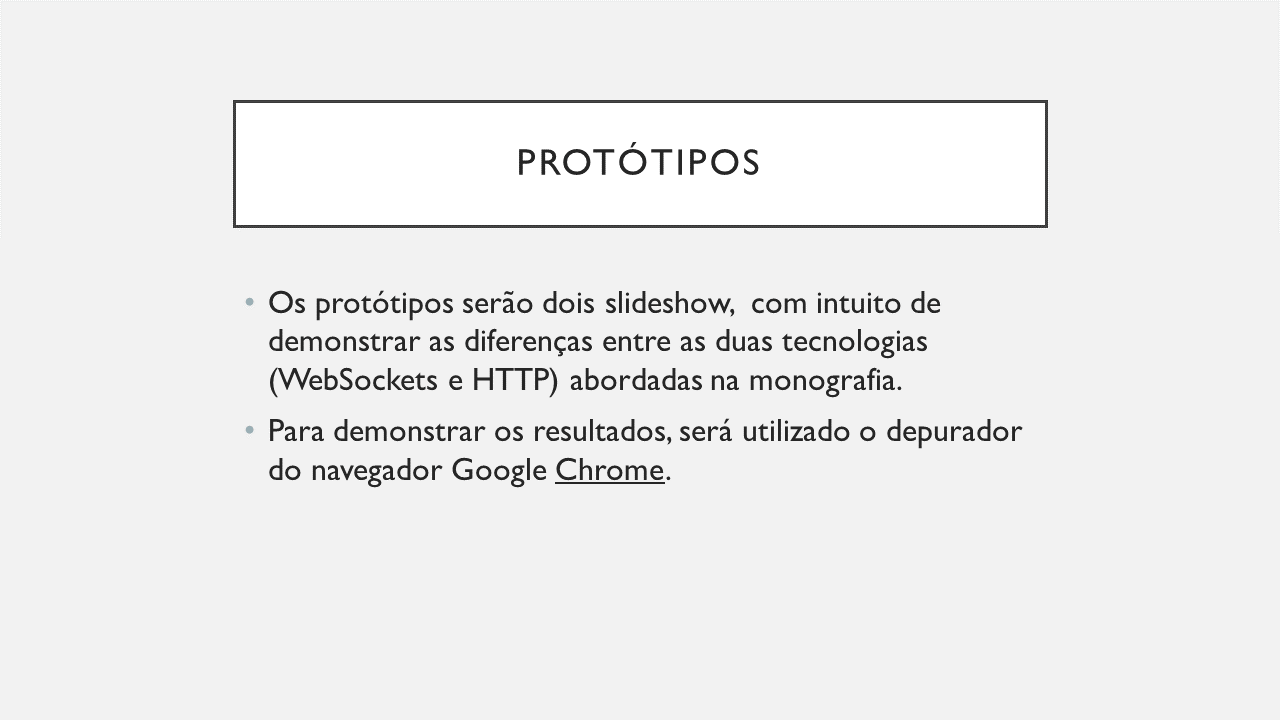 PROTÓTIPOS
• Os protótipos serão dois slideshow,  com intuito de
demonstrar as diferenças entre as duas tecnologias
(WebSockets e HTTP) abordadas na monografia.
• Para demonstrar os resultados, será utilizado o depurador
do navegador Google Chrome.